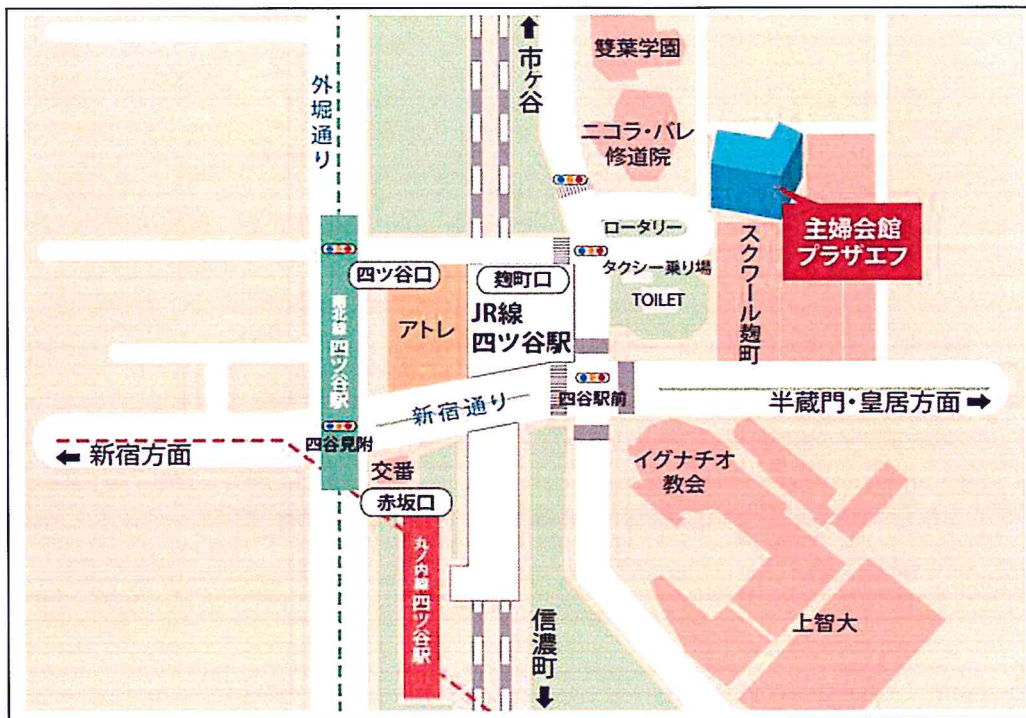 外堀通り
↑
市ヶ谷
雙葉学園
ニコラ・バレ
修道院
ロータリー
タクシー乗り場
TOILET
主婦会館
プラザエフ
スクワール麹町
四ツ谷口
麹町口
アトレ
JR線
四ツ谷駅
南北線 四ツ谷駅
新宿通り
四谷駅前
半蔵門・皇居方面 →
四谷見附
← 新宿方面
交番
赤坂口
イグナチオ
教会
丸ノ内線 四ツ谷駅
上智大
信濃町
↓